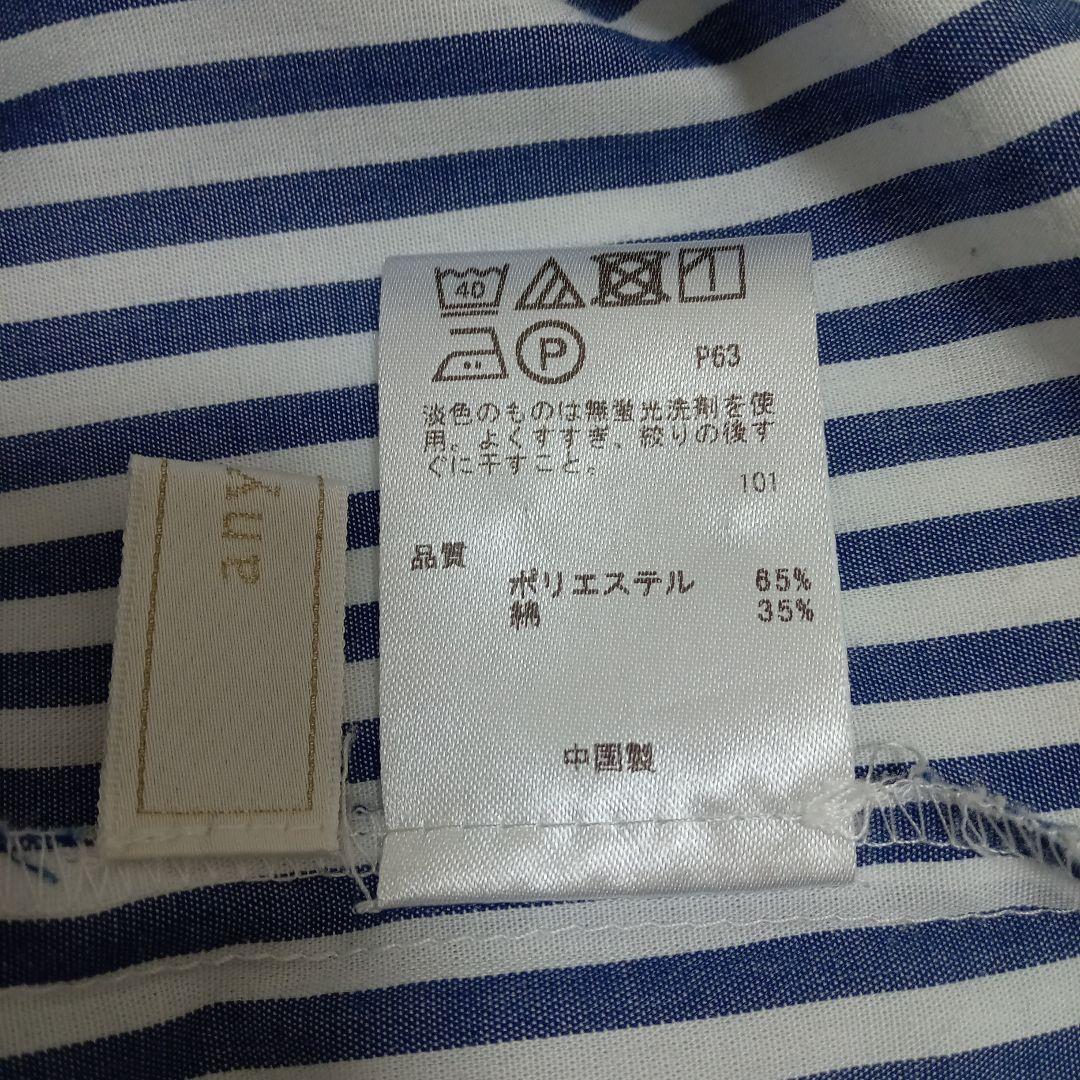 40
P
P63
淡色のものは無蛍光洗剤を使
用。よくすすぎ、絞りの後す
ぐに干すこと。
101
品質
ポリエステル 65%
綿 35%
中国製
any